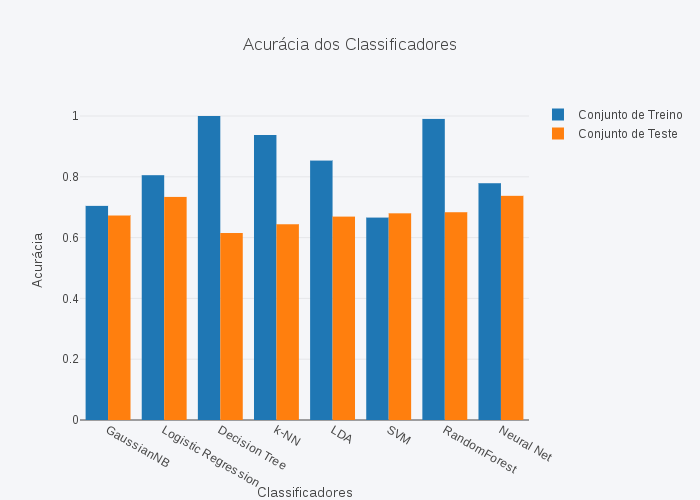 Acurácia dos Classificadores
Conjunto de Treino
Conjunto de Teste
Acurácia
1
0.8
0.6
0.4
0.2
0
GaussianNB
Logistic Regression
Decision Tree
k-NN
LDA
SVM
RandomForest
Neural Net
Classificadores